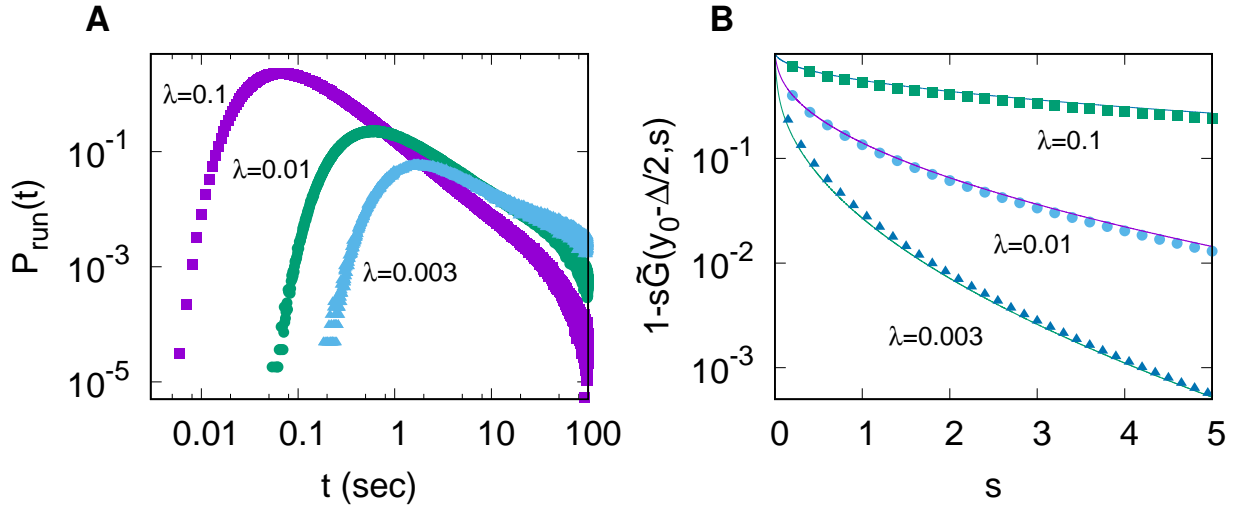 A
B
P_run(t)
10^-1
10^-3
10^-5
λ=0.1
λ=0.01
λ=0.003
0.01 0.1 1 10 100
t (sec)
1-sG̃(y_0-Δ/2,s)
10^-1
10^-2
10^-3
λ=0.1
λ=0.01
λ=0.003
0 1 2 3 4 5
s